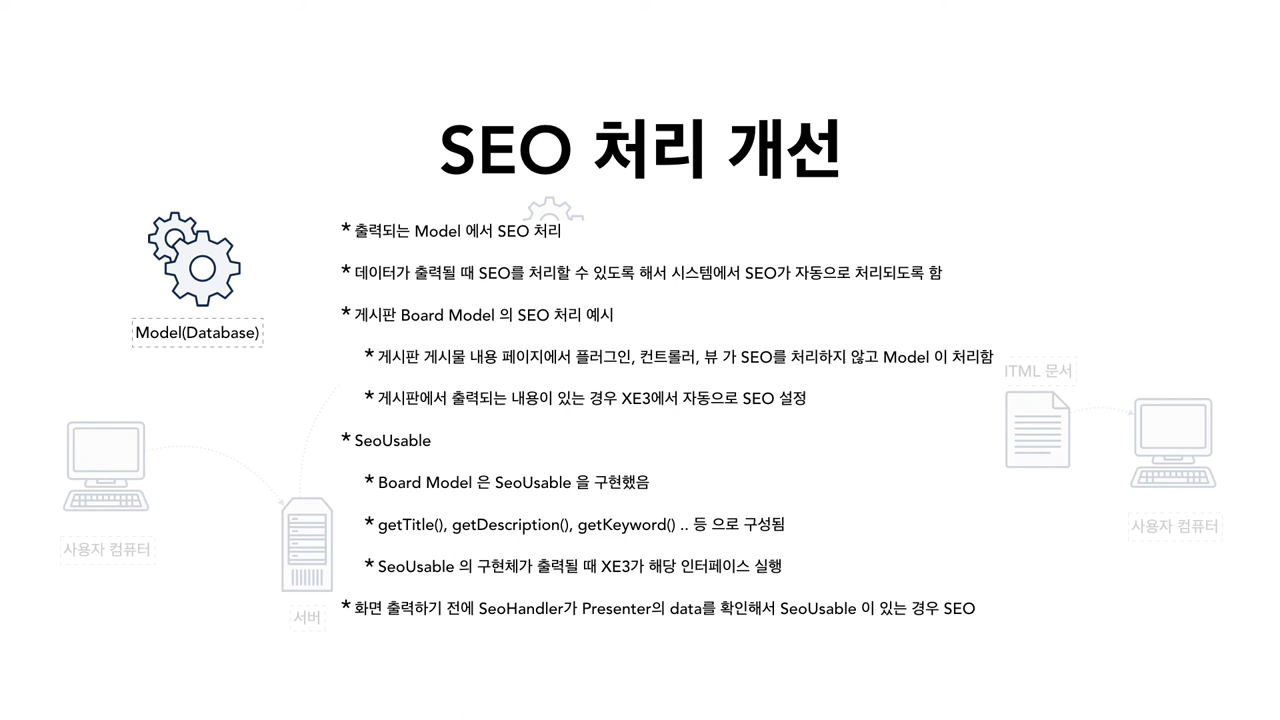 SEO 처리 개선
* 출력되는 Model 에서 SEO 처리
* 데이터가 출력될 때 SEO를 처리할 수 있도록 해서 시스템에서 SEO가 자동으로 처리되도록 함
* 게시판 Board Model 의 SEO 처리 예시
* 게시판 게시물 내용 페이지에서 플러그인, 컨트롤러, 뷰 가 SEO를 처리하지 않고 Model 이 처리함
* 게시판에서 출력되는 내용이 있는 경우 XE3에서 자동으로 SEO 설정
* SeoUsable
* Board Model 은 SeoUsable 을 구현했음
* getTitle(), getDescription(), getKeyword() .. 등 으로 구성됨
* SeoUsable 의 구현체가 출력될 때 XE3가 해당 인터페이스 실행
* 화면 출력하기 전에 SeoHandler가 Presenter의 data를 확인해서 SeoUsable 이 있는 경우 SEO
Model(Database)
사용자 컴퓨터
서버
ITML 문서
사용자 컴퓨터